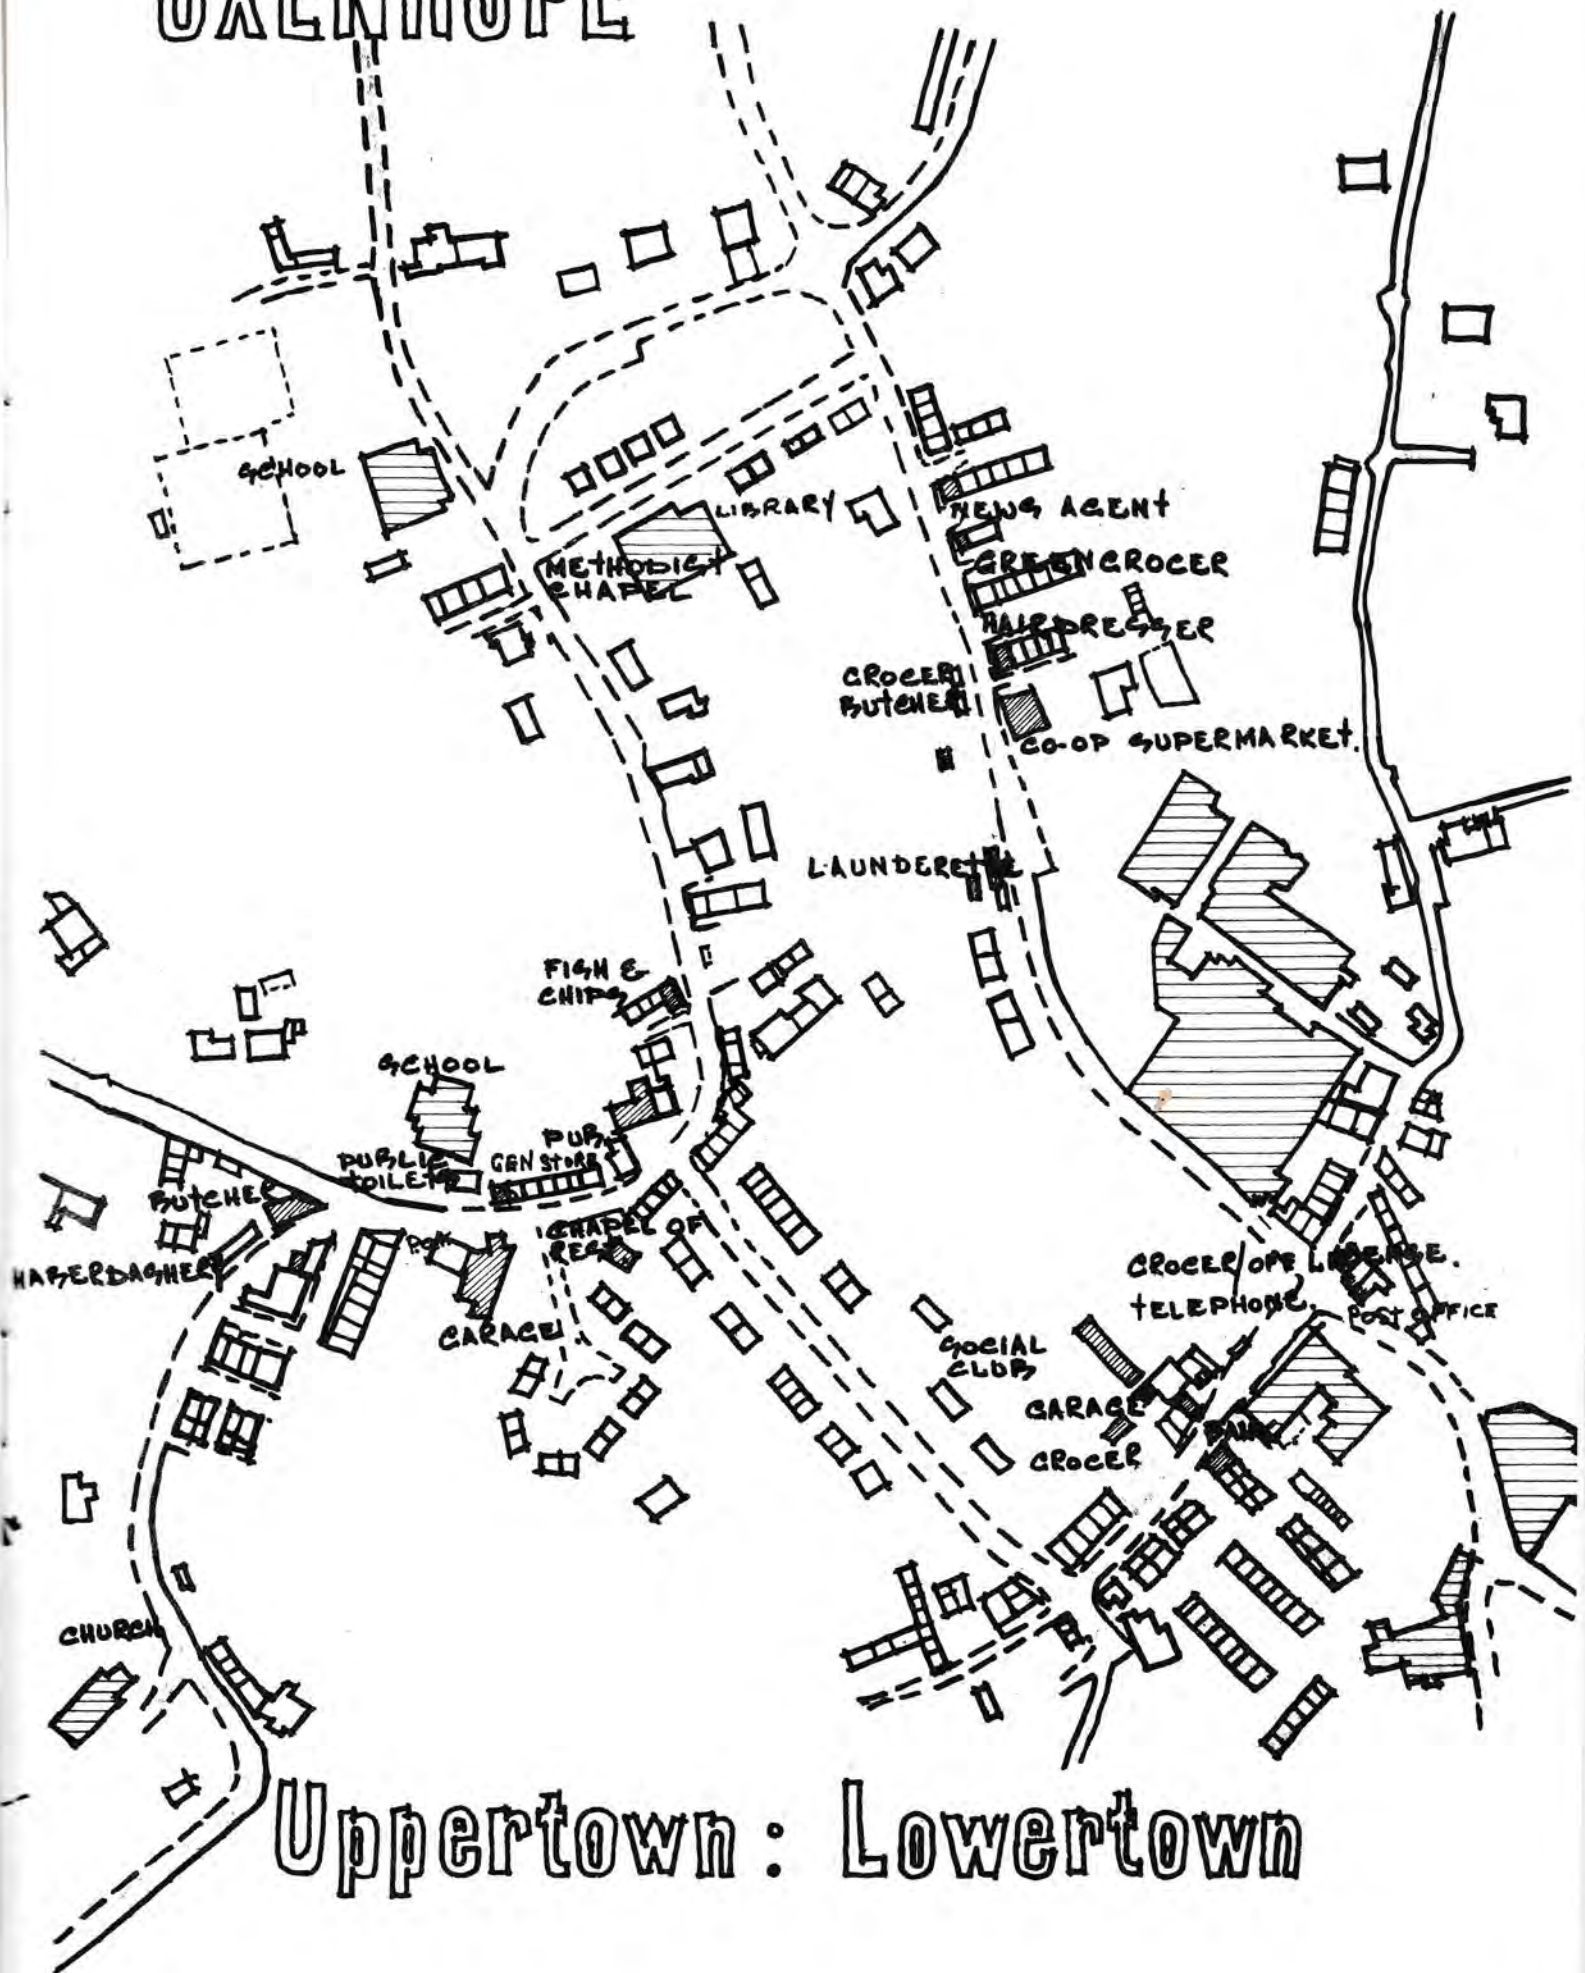 OXENHOPE
SCHOOL
LIBRARY
NEWS AGENT
METHODIST
CHAPEL
GREENGROCER
HAIRDRESSER
GROCER
BUTCHER
CO-OP SUPERMARKET.
LAUNDERETTE
FISH &
CHIPS
SCHOOL
PUB
PUBLIC
TOILETS
GEN STORE
BUTCHER
CHAPEL OF
REST
HABERDASHERY
GARAGE
GROCER/OFF LICENSE.
TELEPHONE.
POST OFFICE
SOCIAL
CLUB
GARAGE
BANK
GROCER
CHURCH
Uppertown : Lowertown